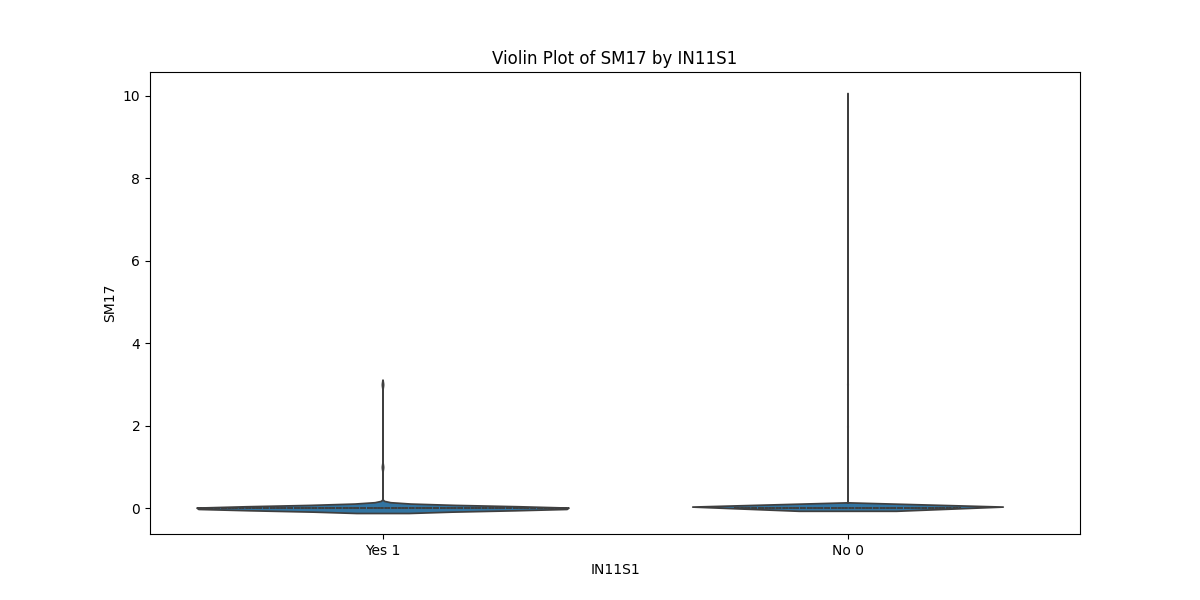 Violin Plot of SM17 by IN11S1
10
8
6
4
2
0
SM17
Yes 1
No 0
IN11S1